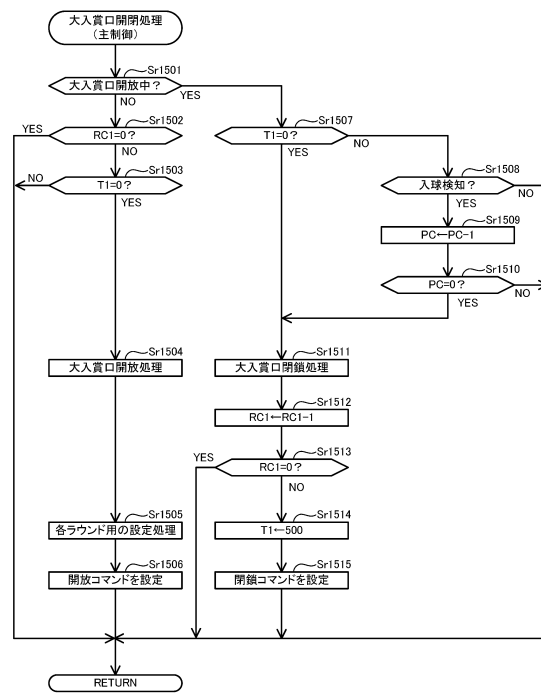 大入賞口開閉処理
（主制御）
Sr1501
大入賞口開放中？
YES
NO
Sr1502
RC1=0？
YES
NO
Sr1503
T1=0？
NO
YES
Sr1507
T1=0？
NO
YES
Sr1508
入球検知？
NO
YES
Sr1509
PC←PC-1
Sr1510
PC=0？
NO
YES
Sr1504
大入賞口開放処理
Sr1511
大入賞口閉鎖処理
Sr1512
RC1←RC1-1
Sr1513
RC1=0？
YES
NO
Sr1505
各ラウンド用の設定処理
Sr1514
T1←500
Sr1506
開放コマンドを設定
Sr1515
閉鎖コマンドを設定
RETURN